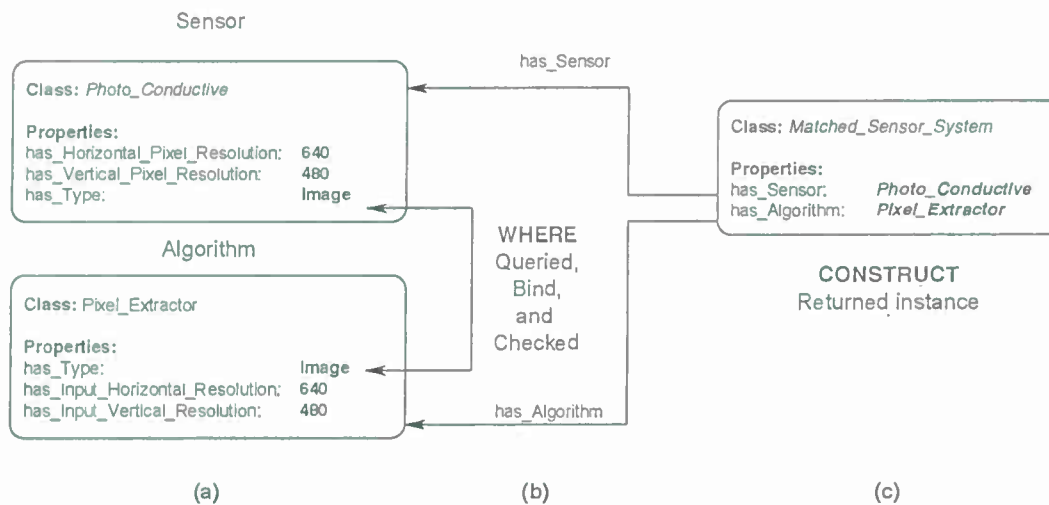 Sensor
Class: Photo_Conductive
Properties:
has_Horizontal_Pixel_Resolution: 640
has_Vertical_Pixel_Resolution: 480
has_Type: Image
Algorithm
Class: Pixel_Extractor
Properties:
has_Type: Image
has_Input_Horizontal_Resolution: 640
has_Input_Vertical_Resolution: 480
(a)
has_Sensor
WHERE
Queried,
Bind,
and
Checked
has_Algorithm
(b)
Class: Matched_Sensor_System
Properties:
has_Sensor: Photo_Conductive
has_Algorithm: Pixel_Extractor
CONSTRUCT
Returned instance
(c)